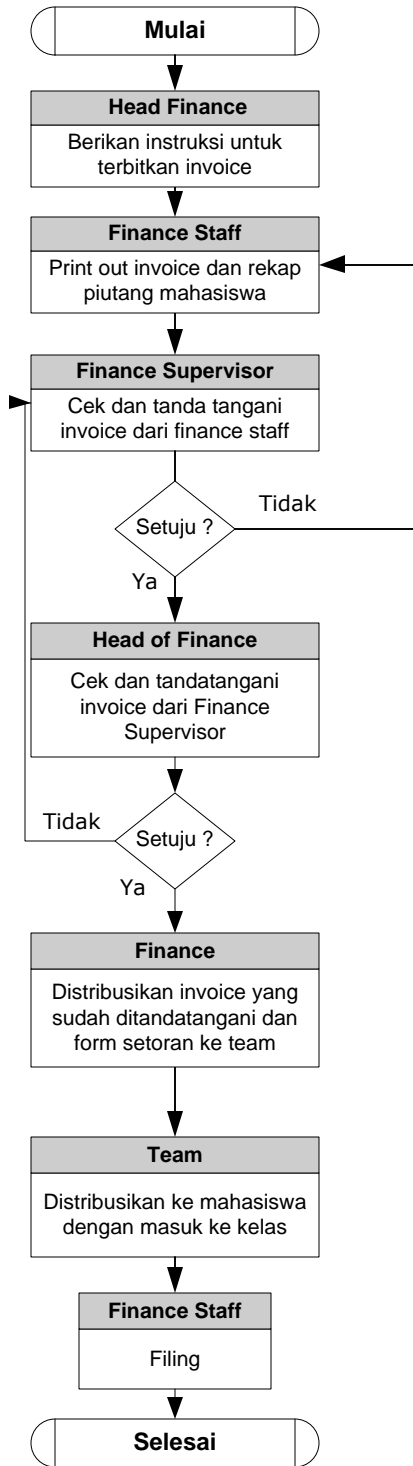 Mulai
Head Finance
Berikan instruksi untuk
terbitkan invoice
Finance Staff
Print out invoice dan rekap
piutang mahasiswa
Finance Supervisor
Cek dan tanda tangani
invoice dari finance staff
Setuju ?
Tidak
Ya
Head of Finance
Cek dan tandatangani
invoice dari Finance
Supervisor
Tidak
Setuju ?
Ya
Finance
Distribusikan invoice yang
sudah ditandatangani dan
form setoran ke team
Team
Distribusikan ke mahasiswa
dengan masuk ke kelas
Finance Staff
Filing
Selesai